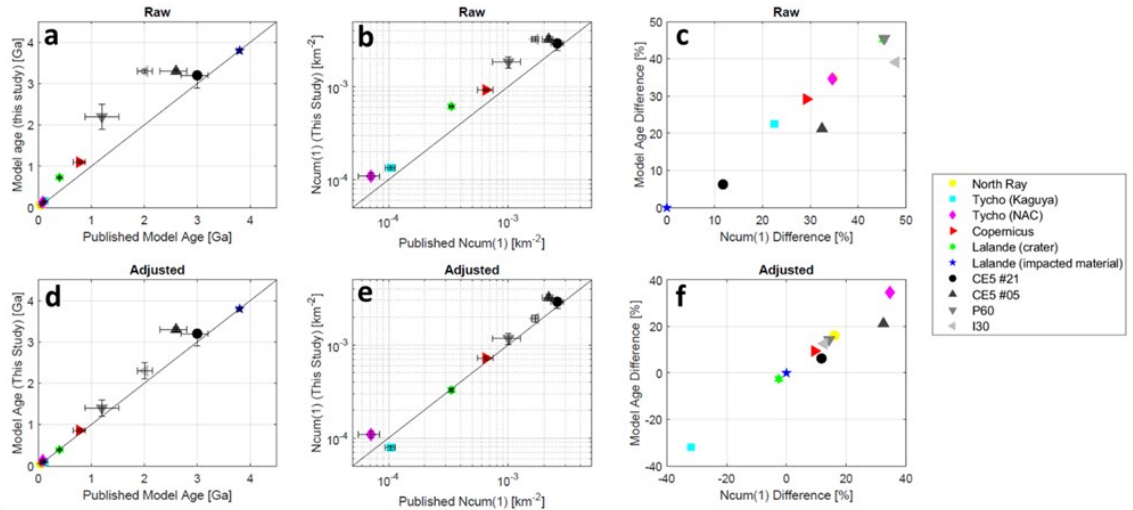 Raw
a
Model age (this study) [Ga]
4
3
2
1
0
0 1 2 3 4
Published Model Age [Ga]
Raw
b
Ncum(1) (This Study) [km-2]
10-3
10-4
10-4 10-3
Published Ncum(1) [km-2]
Raw
c
Model Age Difference [%]
50
40
30
20
10
0
0 10 20 30 40 50
Ncum(1) Difference [%]
North Ray
Tycho (Kaguya)
Tycho (NAC)
Copernicus
Lalande (crater)
Lalande (impacted material)
CE5 #21
CE5 #05
P60
I30
Adjusted
d
Model Age (This Study) [Ga]
4
3
2
1
0
0 1 2 3 4
Published Model Age [Ga]
Adjusted
e
Ncum(1) (This Study) [km-2]
10-3
10-4
10-4 10-3
Published Ncum(1) [km-2]
Adjusted
f
Model Age Difference [%]
40
20
0
-20
-40
-40 -20 0 20 40
Ncum(1) Difference [%]